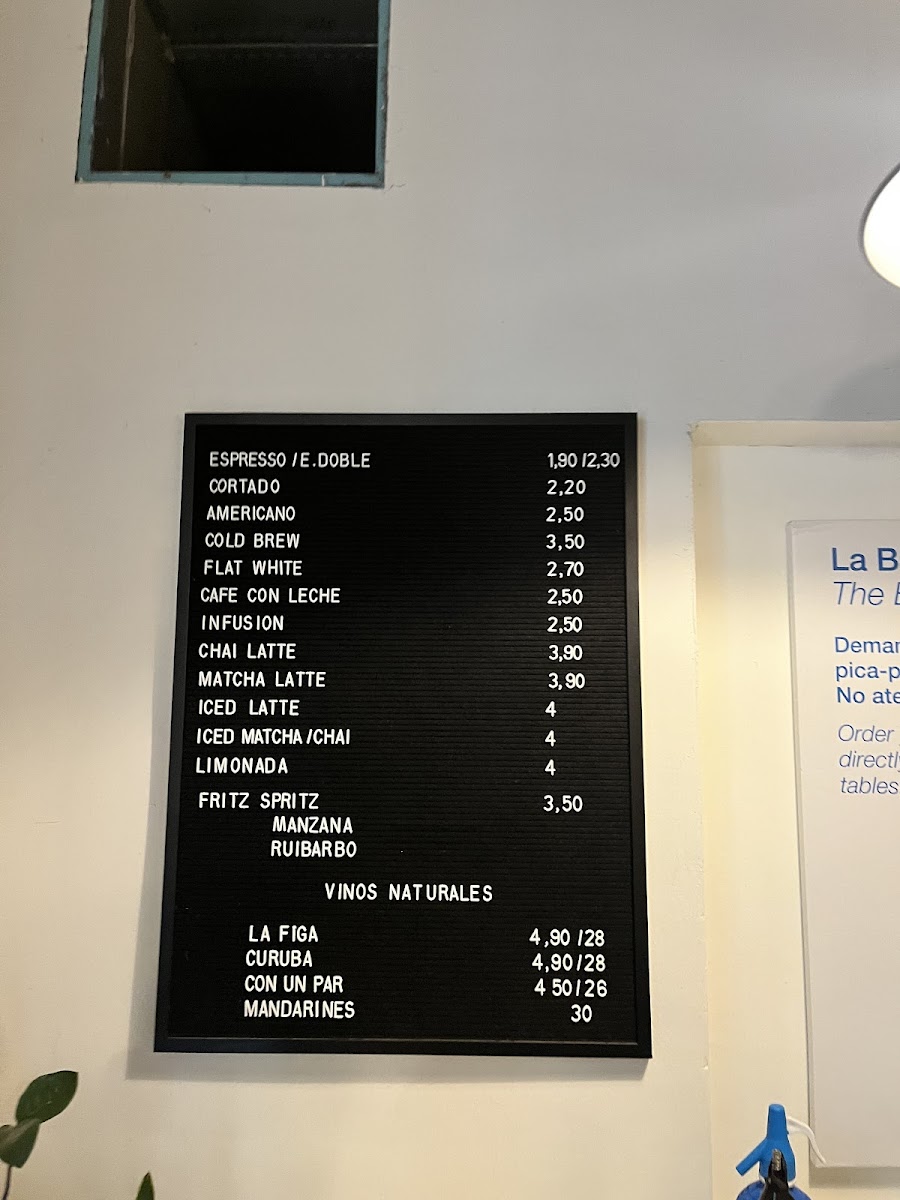 ESPRESSO /E.DOBLE 1,90 /2,30
CORTADO 2,20
AMERICANO 2,50
COLD BREW 3,50
FLAT WHITE 2,70
CAFE CON LECHE 2,50
INFUSION 2,50
CHAI LATTE 3,90
MATCHA LATTE 3,90
ICED LATTE 4
ICED MATCHA /CHAI 4
LIMONADA 4
FRITZ SPRITZ 3,50
MANZANA
RUIBARBO
VINOS NATURALES
LA FIGA 4,90 /28
CURUBA 4,90/28
CON UN PAR 4 50/26
MANDARINES 30
La B
The
Deman
pica-p
No ate
Order
directly
tables